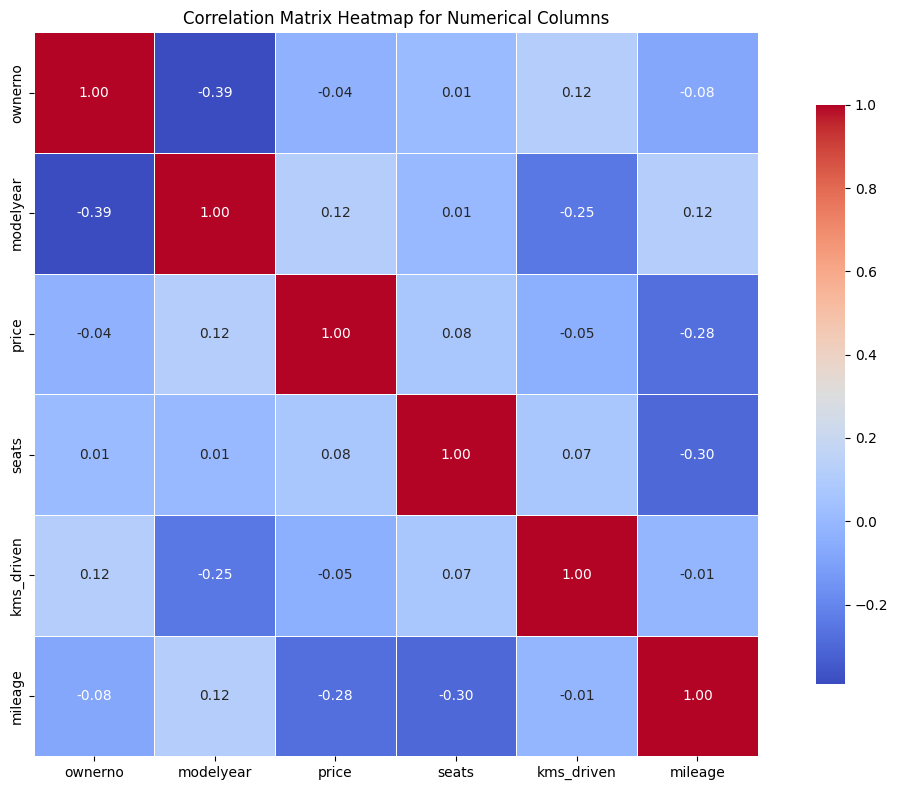 Correlation Matrix Heatmap for Numerical Columns
ownerno 1.00 -0.39 -0.04 0.01 0.12 -0.08
modelyear -0.39 1.00 0.12 0.01 -0.25 0.12
price -0.04 0.12 1.00 0.08 -0.05 -0.28
seats 0.01 0.01 0.08 1.00 0.07 -0.30
kms_driven 0.12 -0.25 -0.05 0.07 1.00 -0.01
mileage -0.08 0.12 -0.28 -0.30 -0.01 1.00
ownerno modelyear price seats kms_driven mileage
1.0
0.8
0.6
0.4
0.2
0.0
−0.2